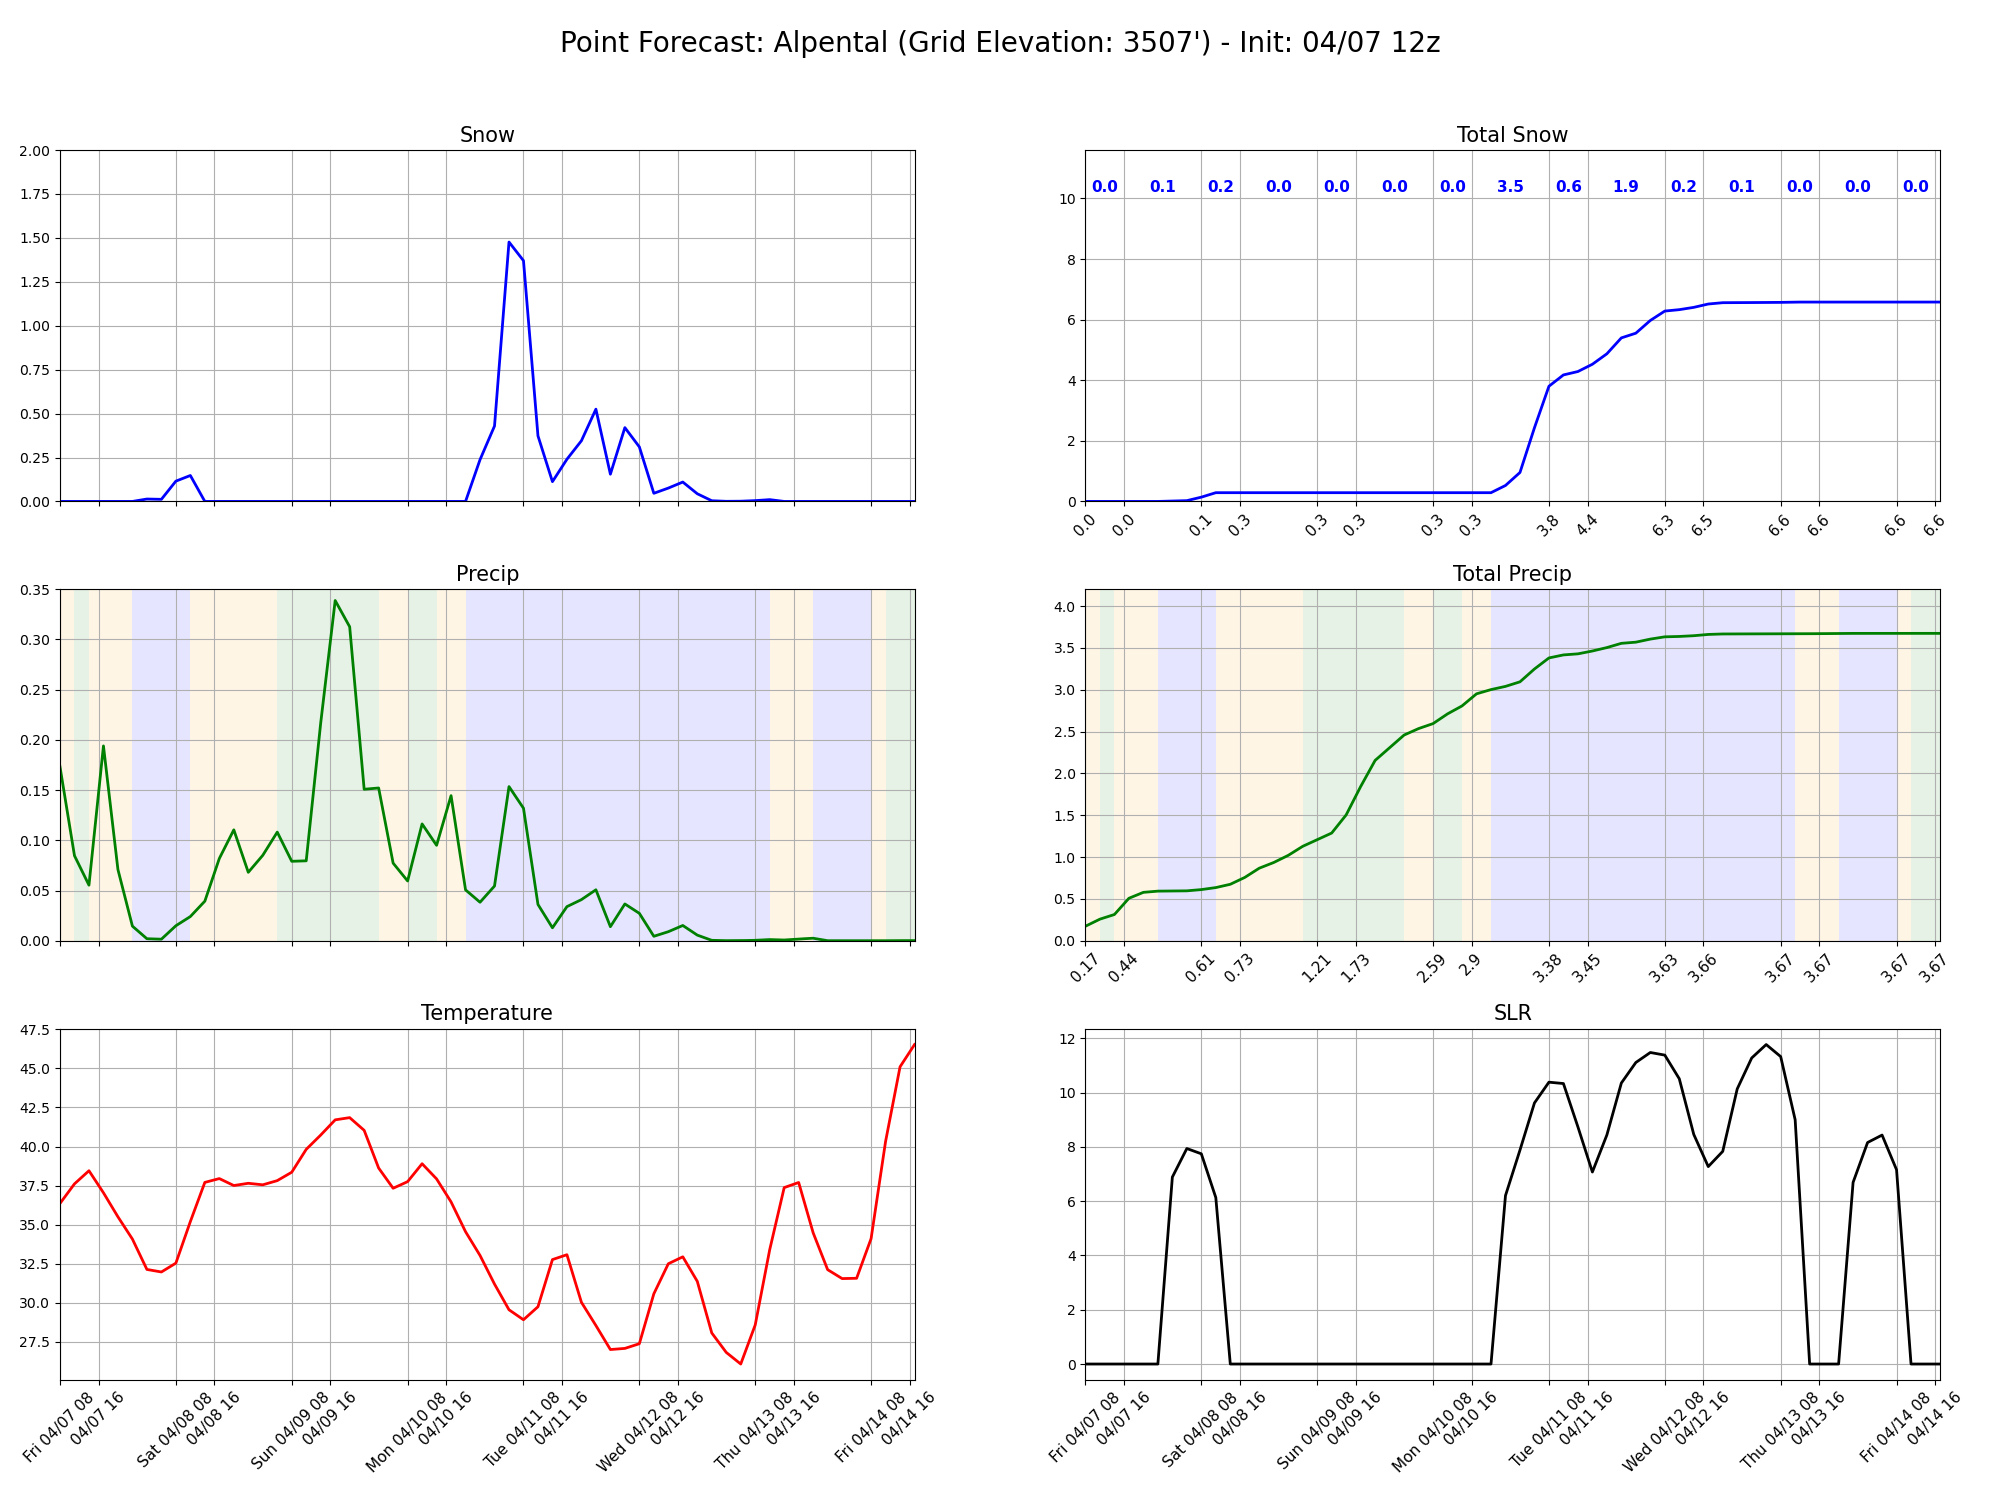 Point Forecast: Alpental (Grid Elevation: 3507') - Init: 04/07 12z
Snow
2.00
1.75
1.50
1.25
1.00
0.75
0.50
0.25
0.00
Total Snow
0.0 0.1 0.2 0.0 0.0 0.0 0.0 3.5 0.6 1.9 0.2 0.1 0.0 0.0 0.0
10
8
6
4
2
0
0.0 0.0 0.1 0.3 0.3 0.3 0.3 0.3 3.8 4.4 6.3 6.5 6.6 6.6 6.6 6.6
Precip
0.35
0.30
0.25
0.20
0.15
0.10
0.05
0.00
Total Precip
4.0
3.5
3.0
2.5
2.0
1.5
1.0
0.5
0.0
0.17 0.44 0.61 0.73 1.21 1.73 2.59 2.9 3.38 3.45 3.63 3.66 3.67 3.67 3.67 3.67
Temperature
47.5
45.0
42.5
40.0
37.5
35.0
32.5
30.0
27.5
Fri 04/07 08
04/07 16
Sat 04/08 08
04/08 16
Sun 04/09 08
04/09 16
Mon 04/10 08
04/10 16
Tue 04/11 08
04/11 16
Wed 04/12 08
04/12 16
Thu 04/13 08
04/13 16
Fri 04/14 08
04/14 16
SLR
12
10
8
6
4
2
0
Fri 04/07 08
04/07 16
Sat 04/08 08
04/08 16
Sun 04/09 08
04/09 16
Mon 04/10 08
04/10 16
Tue 04/11 08
04/11 16
Wed 04/12 08
04/12 16
Thu 04/13 08
04/13 16
Fri 04/14 08
04/14 16